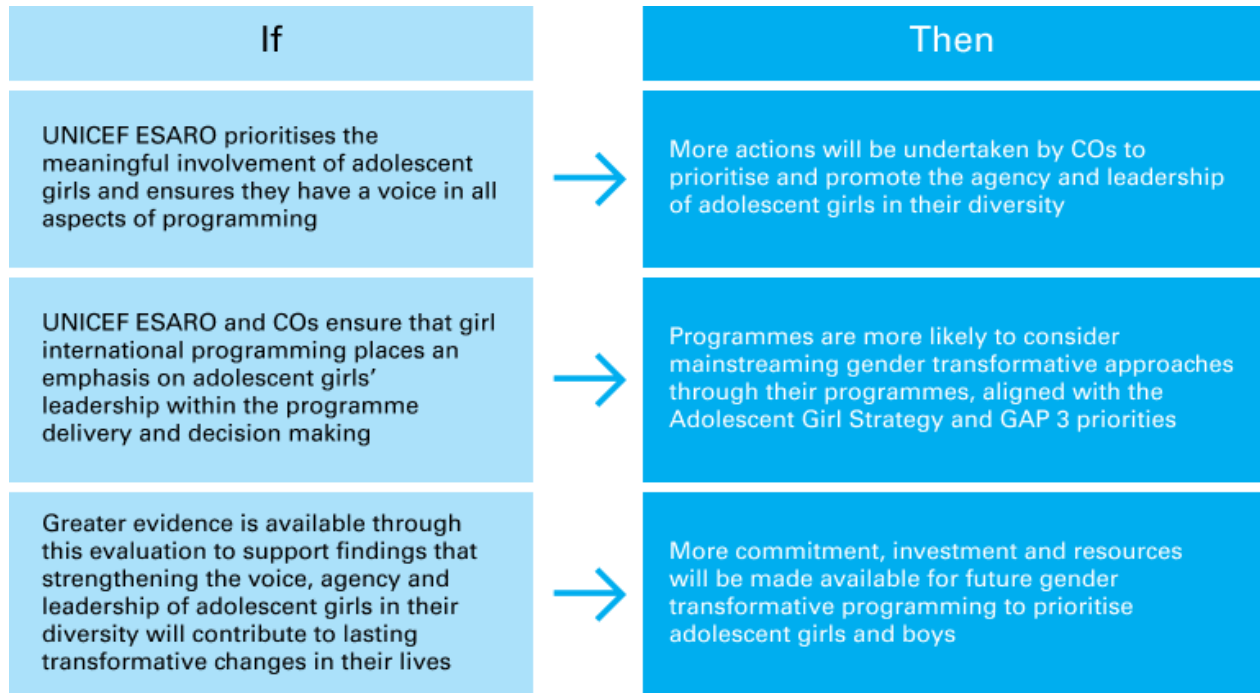 If
Then
UNICEF ESARO prioritises the
meaningful involvement of adolescent
girls and ensures they have a voice in all
aspects of programming
More actions will be undertaken by COs to
prioritise and promote the agency and leadership
of adolescent girls in their diversity
UNICEF ESARO and COs ensure that girl
international programming places an
emphasis on adolescent girls’
leadership within the programme
delivery and decision making
Programmes are more likely to consider
mainstreaming gender transformative approaches
through their programmes, aligned with the
Adolescent Girl Strategy and GAP 3 priorities
Greater evidence is available through
this evaluation to support findings that
strengthening the voice, agency and
leadership of adolescent girls in their
diversity will contribute to lasting
transformative changes in their lives
More commitment, investment and resources
will be made available for future gender
transformative programming to prioritise
adolescent girls and boys